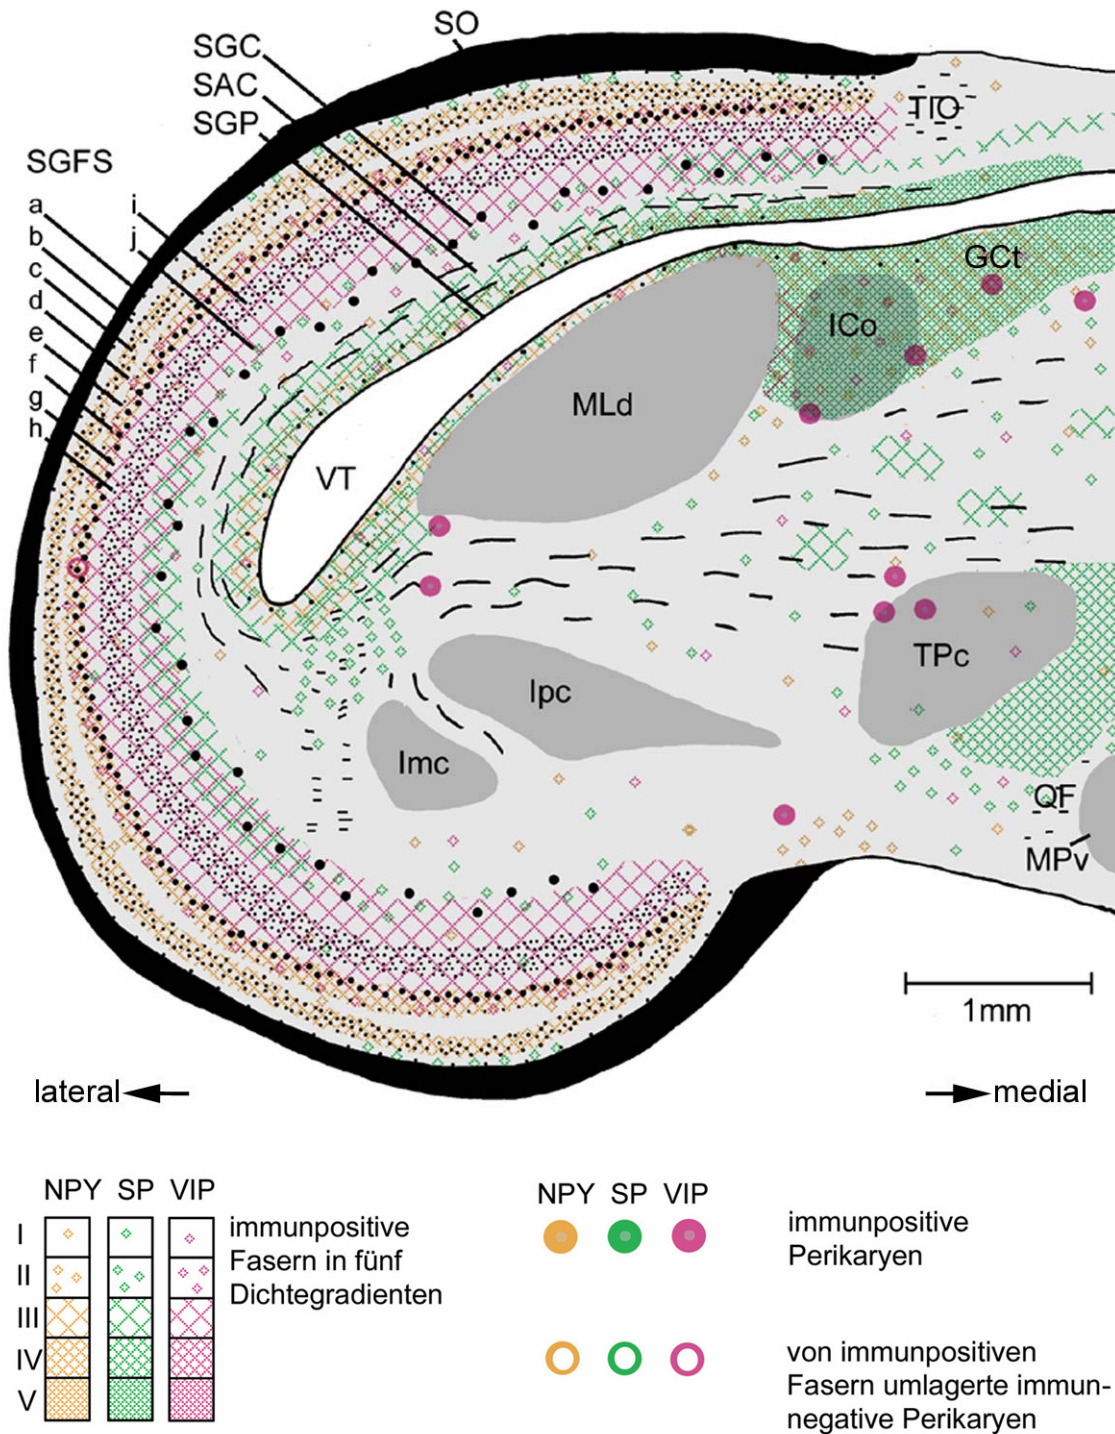 SO
SGC
SAC
SGP
SGFS
a
b
c
d
e
f
g
h
i
j
TIO
GCt
ICo
MLd
VT
TPc
Ipc
Imc
QF
MPv
1mm
lateral
medial
NPY SP VIP
I
II
III
IV
V
immunpositive
Fasern in fünf
Dichtegradienten
NPY SP VIP
immunpositive
Perikaryen
von immunpositiven
Fasern umlagerte immun-
negative Perikaryen